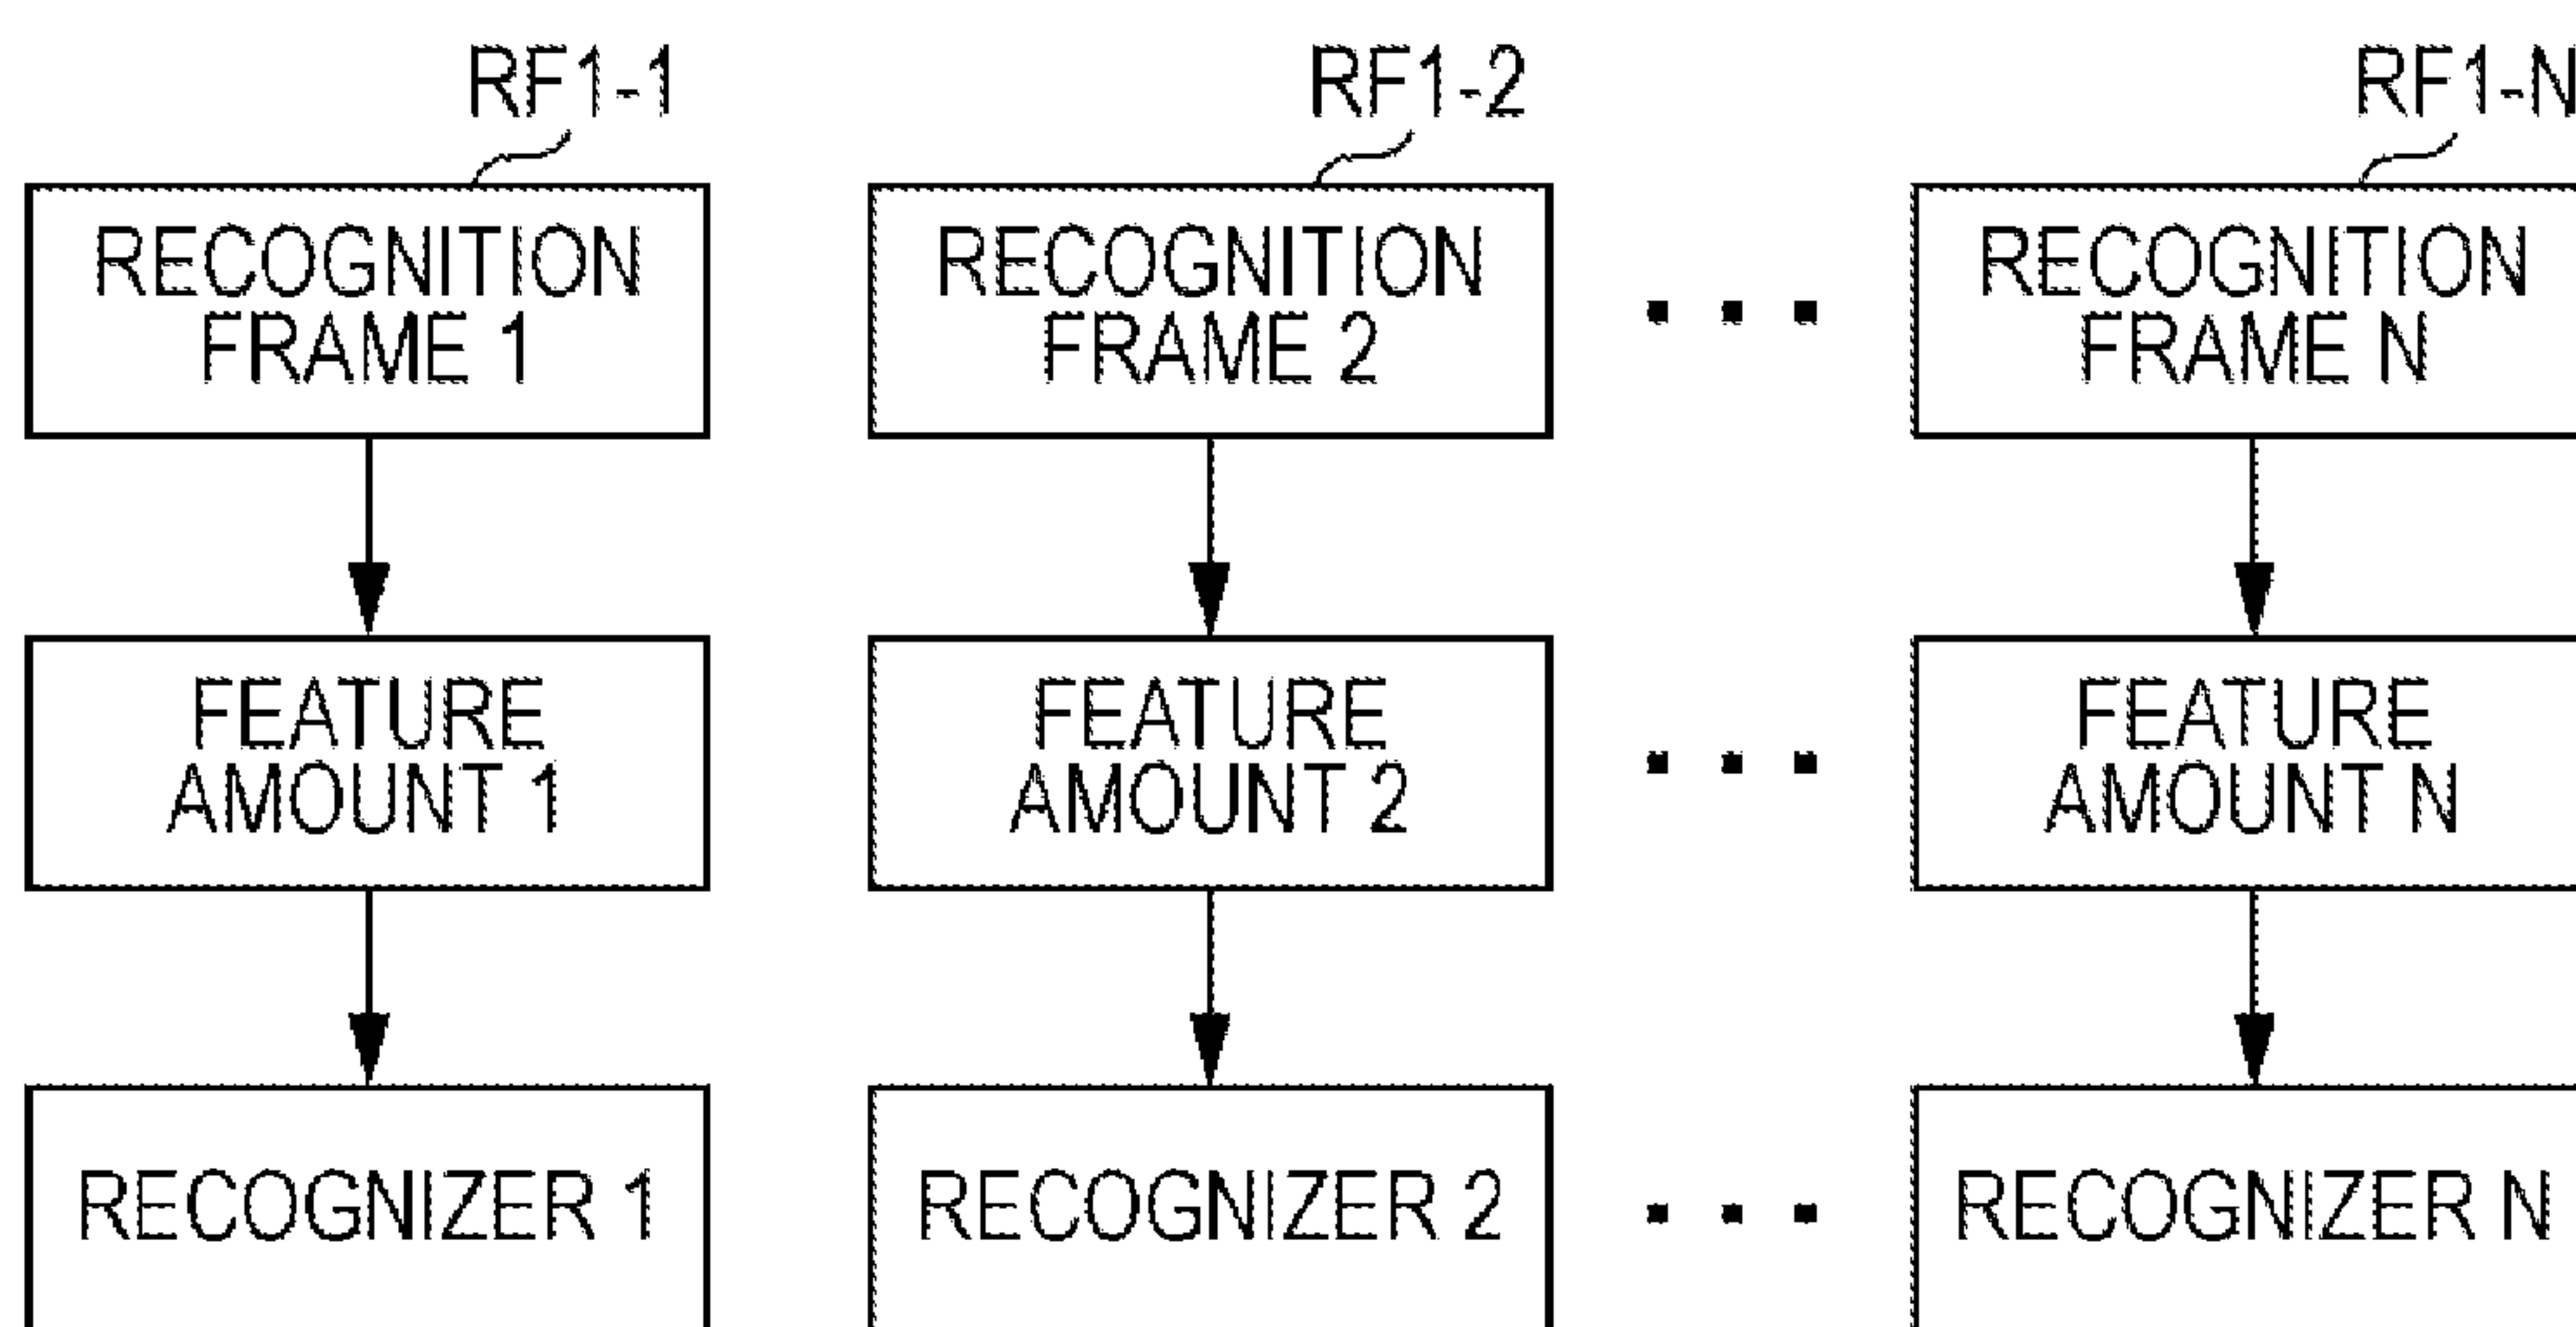 RF1-1
RF1-2
RF1-N
RECOGNITION
FRAME 1
RECOGNITION
FRAME 2
RECOGNITION
FRAME N
FEATURE
AMOUNT 1
FEATURE
AMOUNT 2
FEATURE
AMOUNT N
RECOGNIZER 1
RECOGNIZER 2
RECOGNIZER N